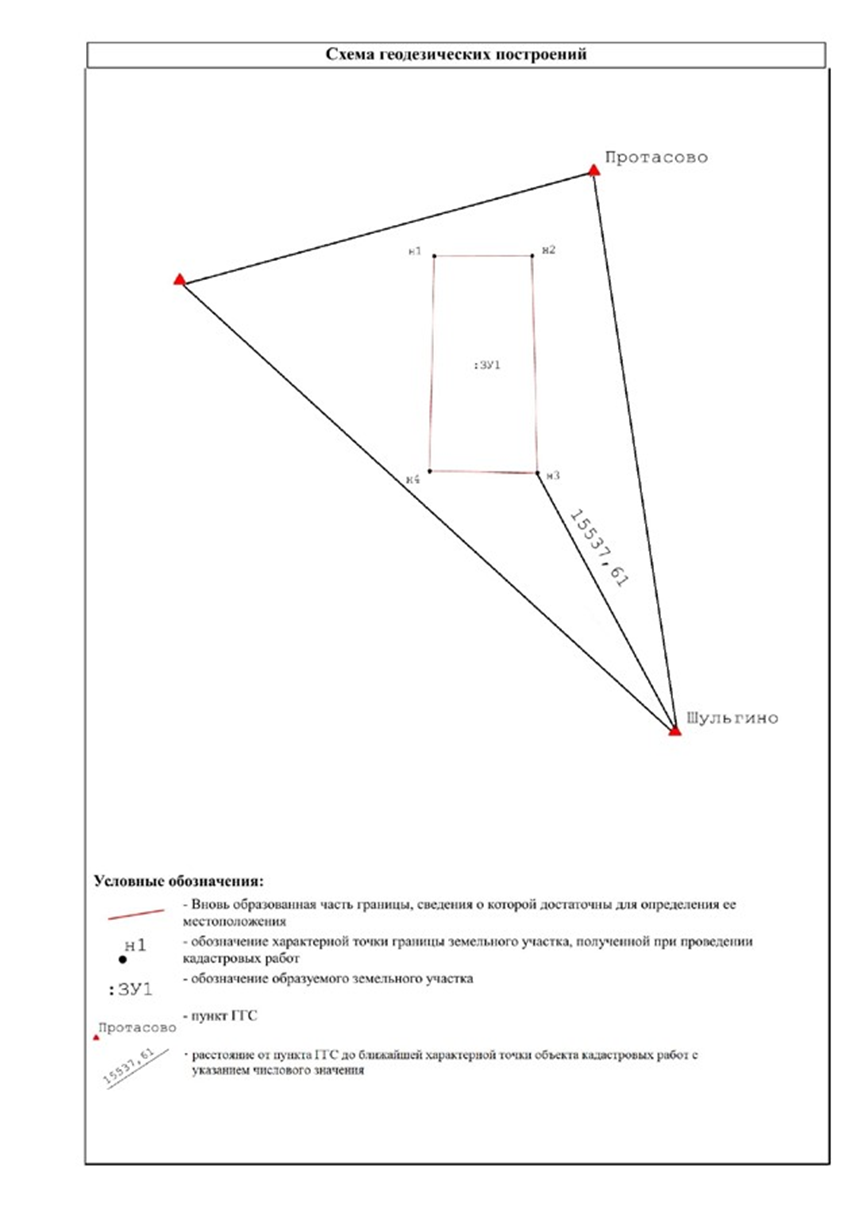 Схема геодезических построений
Протасово
н1
н2
:ЗУ1
н4
н3
15537,61
Шульгино
Условные обозначения:
- Вновь образованная часть границы, сведения о которой достаточны для определения ее
местоположения
н1
- обозначение характерной точки границы земельного участка, полученной при проведении
кадастровых работ
:ЗУ1
- обозначение образуемого земельного участка
Протасово
- пункт ГГС
15537,61
- расстояние от пункта ГГС до ближайшей характерной точки объекта кадастровых работ с
указанием числового значения